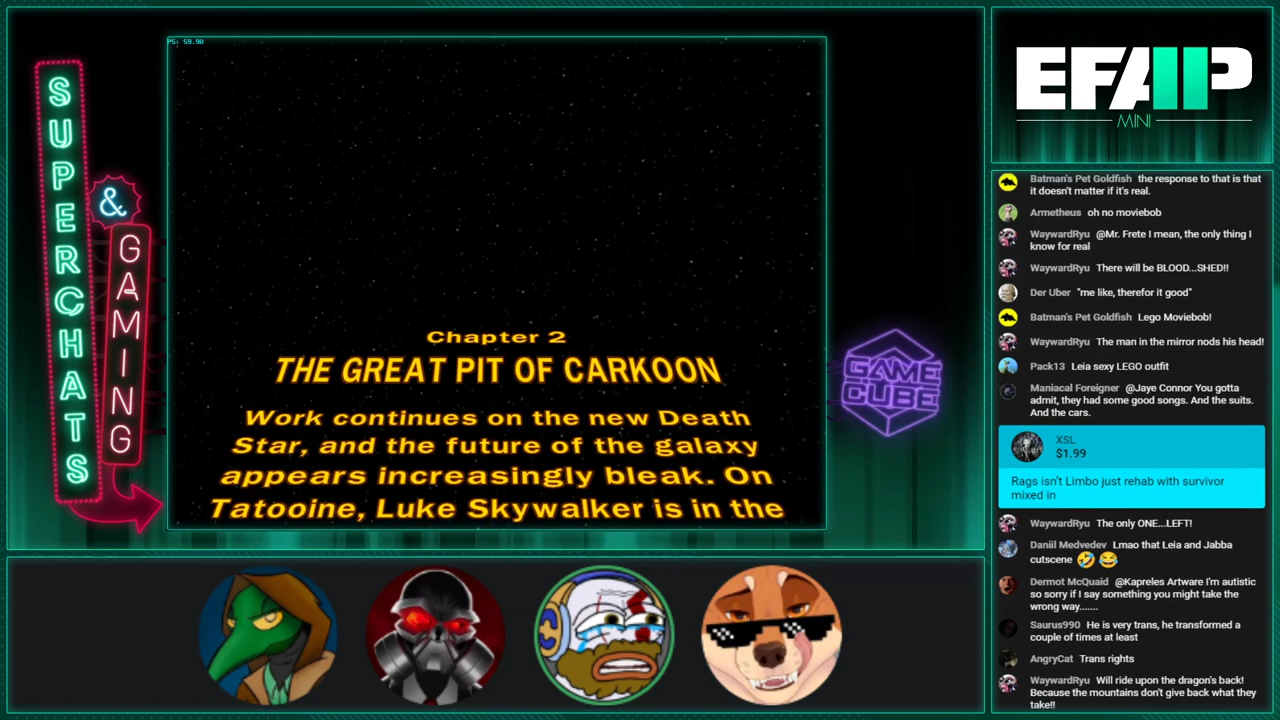 SUPERCHATS
&
GAMING
PS: 59.90
Chapter 2
THE GREAT PIT OF CARKOON
Work continues on the new Death
Star, and the future of the galaxy
appears increasingly bleak. On
Tatooine, Luke Skywalker is in the
GAME
CUBE
EFAP
MINI
Batman's Pet Goldfish the response to that is that
it doesn't matter if it's real.
Armetheus oh no moviebob
WaywardRyu @Mr. Frete I mean, the only thing I
know for real
WaywardRyu There will be BLOOD...SHED!!
Der Uber "me like, therefor it good"
Batman's Pet Goldfish Lego Moviebob!
WaywardRyu The man in the mirror nods his head!
Pack13 Leia sexy LEGO outfit
Maniacal Foreigner @Jaye Connor You gotta
admit, they had some good songs. And the suits.
And the cars.
XSL
$1.99
Rags isn't Limbo just rehab with survivor
mixed in
WaywardRyu The only ONE...LEFT!
Daniil Medvedev Lmao that Leia and Jabba
cutscene 🤣 😂
Dermot McQuaid @Kapreles Artware I'm autistic
so sorry if I say something you might take the
wrong way.......
Saurus990 He is very trans, he transformed a
couple of times at least
AngryCat Trans rights
WaywardRyu Will ride upon the dragon's back!
Because the mountains don't give back what they
take!!